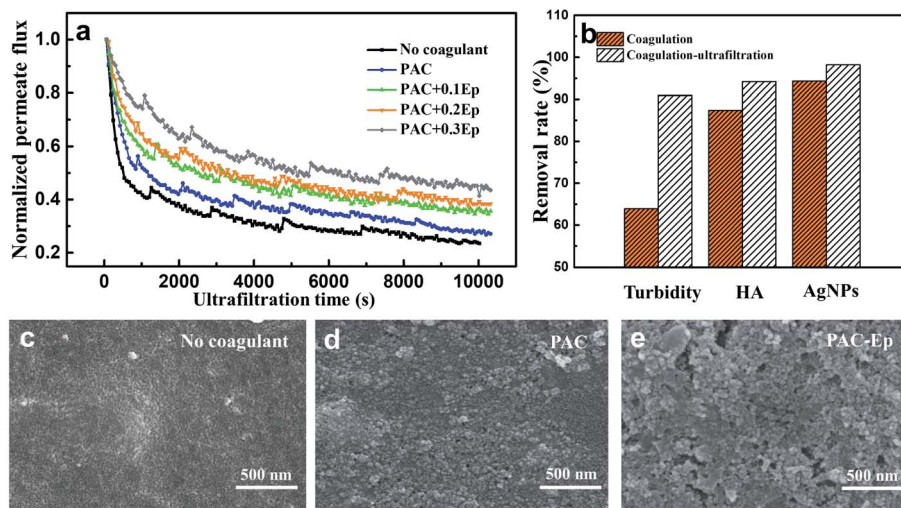 a
Normalized permeate flux
1.0
0.8
0.6
0.4
0.2
No coagulant
PAC
PAC+0.1Ep
PAC+0.2Ep
PAC+0.3Ep
0 2000 4000 6000 8000 10000
Ultrafiltration time (s)
b
Removal rate (%)
110
100
90
80
70
60
50
Coagulation
Coagulation-ultrafiltration
Turbidity HA AgNPs
c No coagulant
500 nm
d PAC
500 nm
e PAC-Ep
500 nm